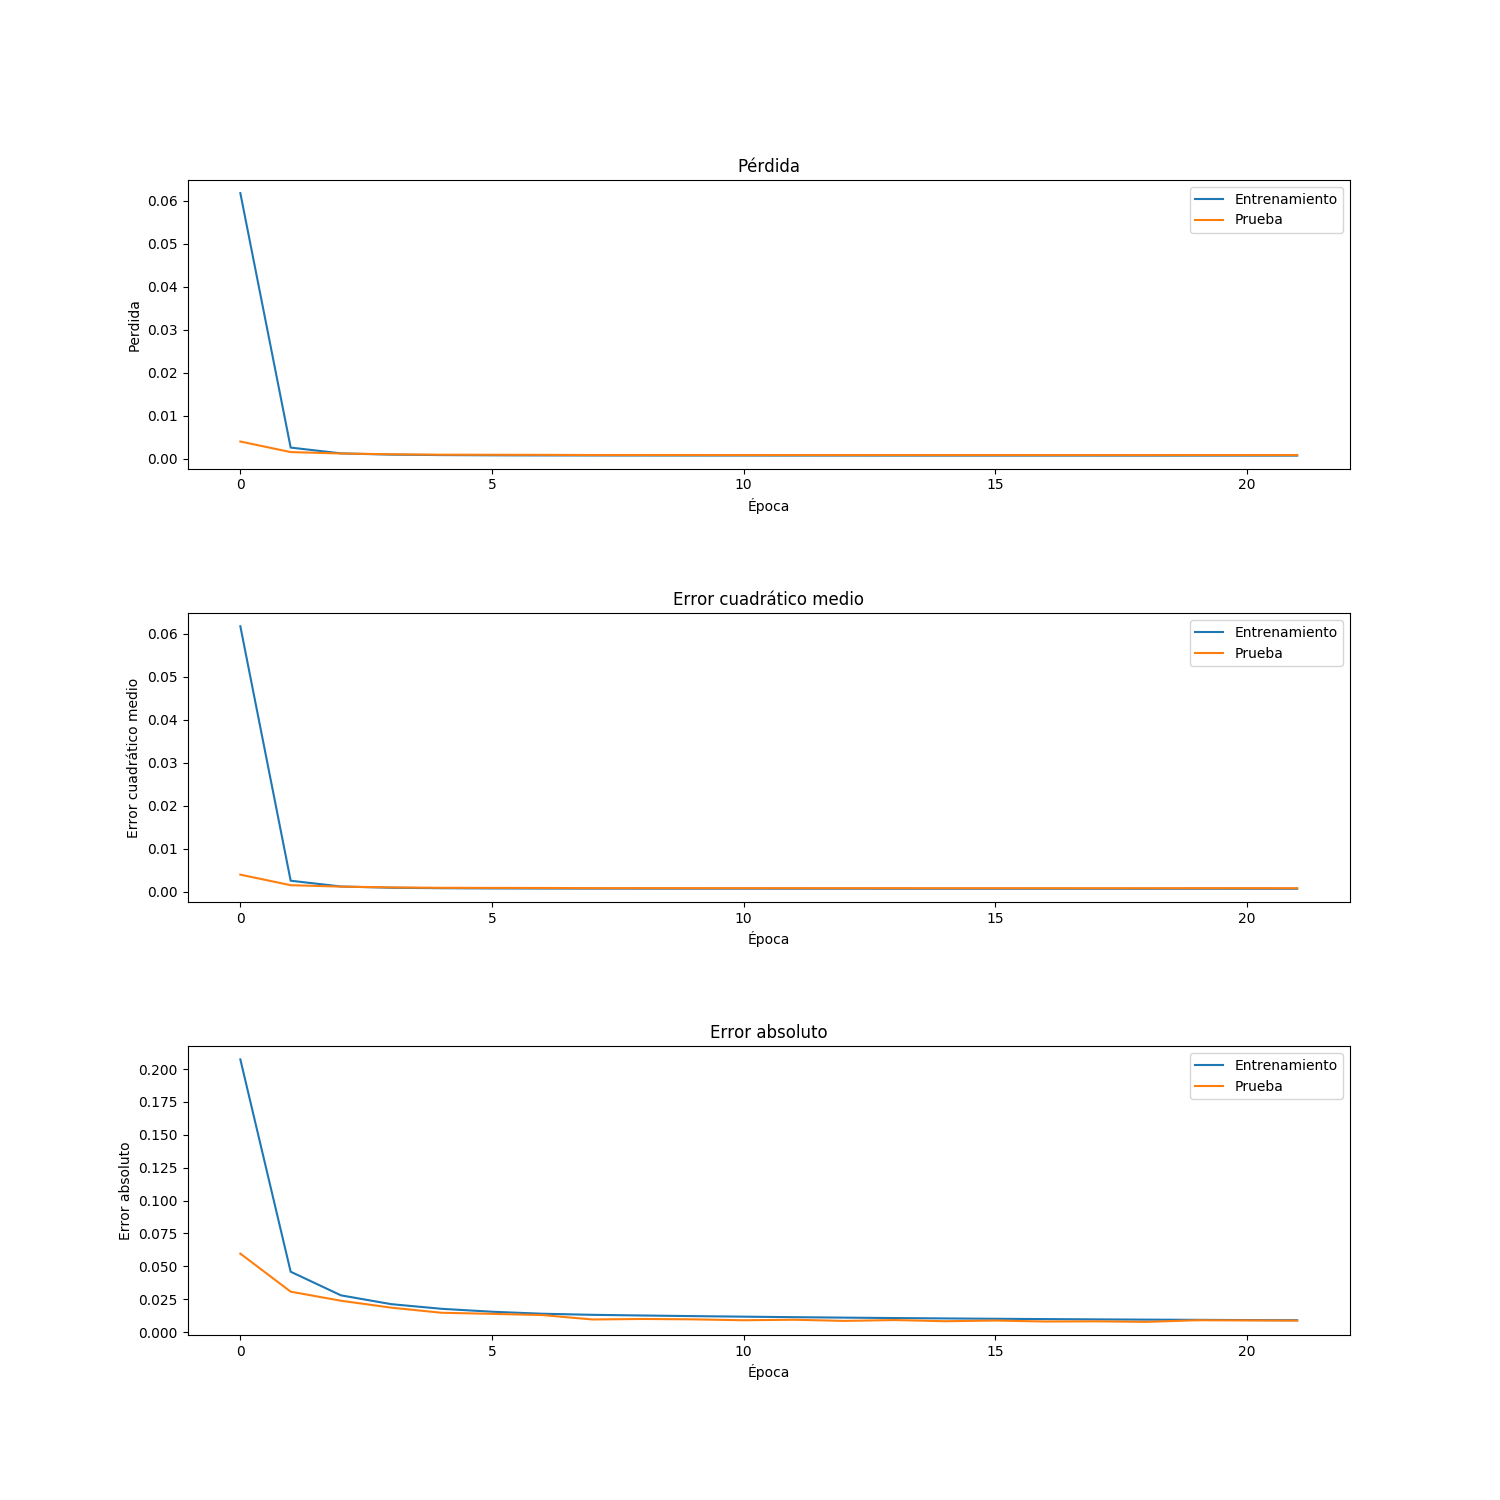 Pérdida
Entrenamiento
Prueba
0.06
0.05
0.04
0.03
0.02
0.01
0.00
Perdida
0 5 10 15 20
Época
Error cuadrático medio
Entrenamiento
Prueba
0.06
0.05
0.04
0.03
0.02
0.01
0.00
Error cuadrático medio
0 5 10 15 20
Época
Error absoluto
Entrenamiento
Prueba
0.200
0.175
0.150
0.125
0.100
0.075
0.050
0.025
0.000
Error absoluto
0 5 10 15 20
Época